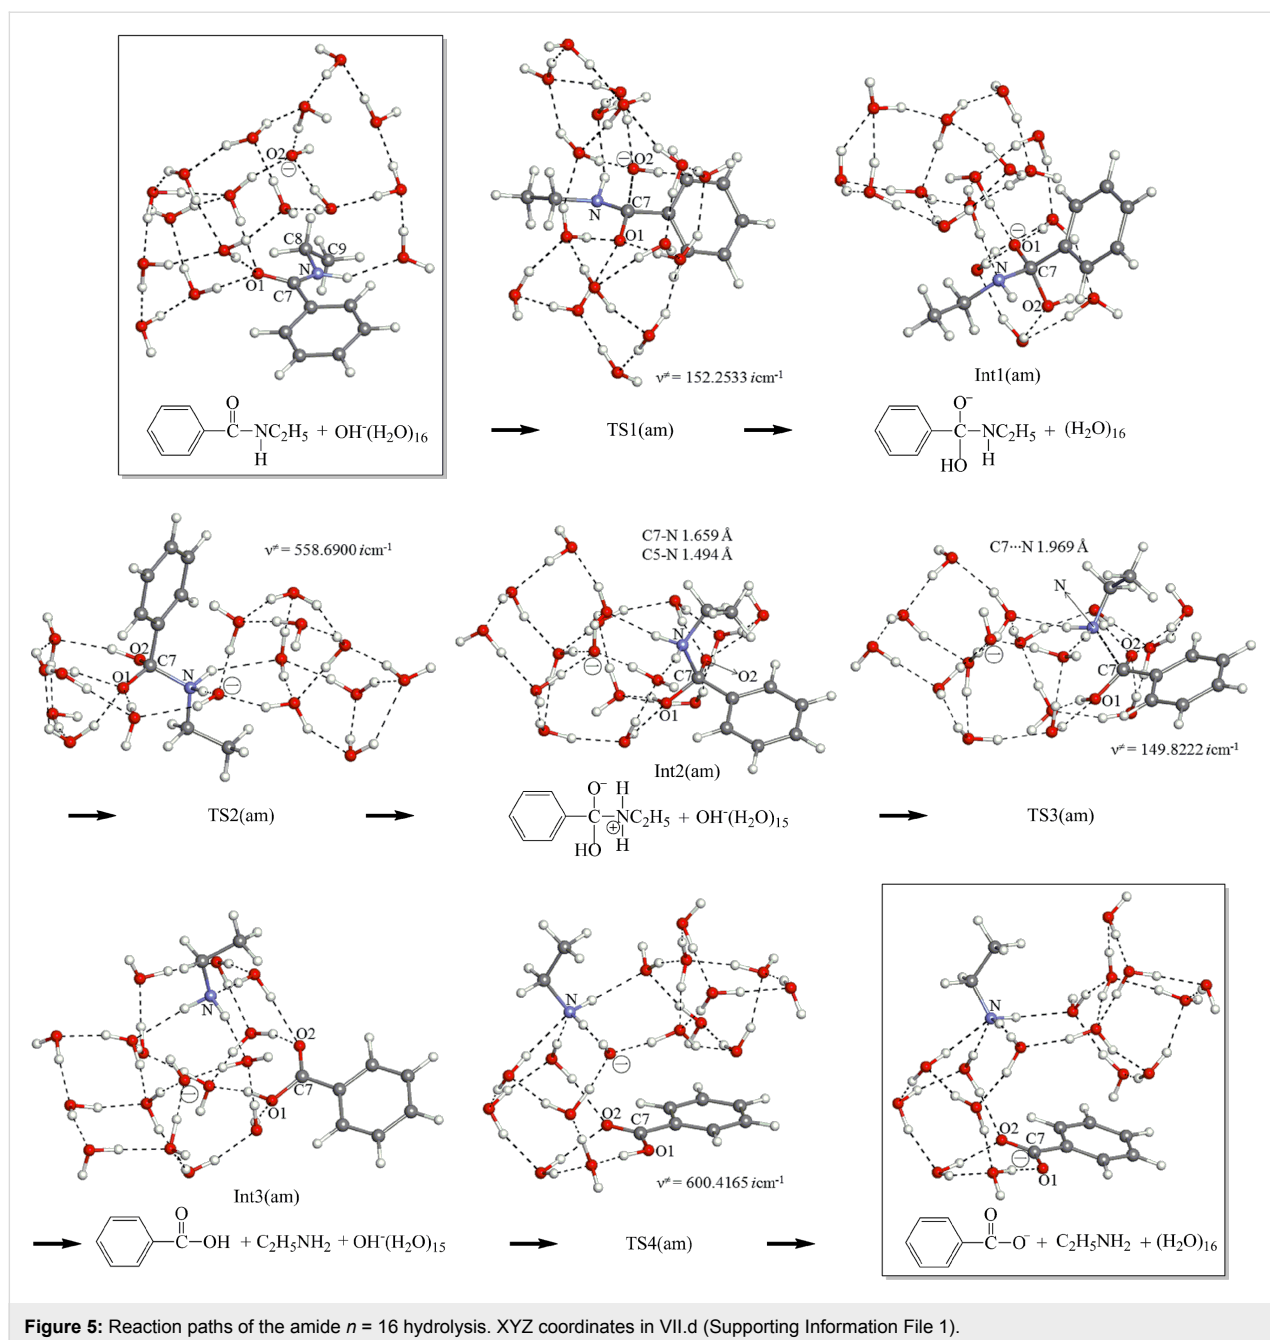 O2
⊖
C8
C9
N
O1
C7
O
C
NC2H5 + OH-(H2O)16
H
⊖
O2
N
C7
O1
ν≠ = 152.2533 icm-1
TS1(am)
⊖
O1
N
C7
O2
Int1(am)
O-
C NC2H5 + (H2O)16
HO H
ν≠ = 558.6900 icm-1
O2
C7
O1
N
⊖
TS2(am)
C7-N 1.659 Å
C5-N 1.494 Å
N
⊖
C7
O2
O1
Int2(am)
O- H
C N C2H5 + OH-(H2O)15
⊕
HO H
C7···N 1.969 Å
N
⊖
O2
C7
O1
ν≠ = 149.8222 icm-1
TS3(am)
N
O2
C7
⊖
O1
Int3(am)
O
C OH + C2H5NH2 + OH-(H2O)15
N
⊖
O2
C7
O1
ν≠ = 600.4165 icm-1
TS4(am)
N
O2
C7
⊖
O1
O
C O- + C2H5NH2 + (H2O)16
Figure 5: Reaction paths of the amide n = 16 hydrolysis. XYZ coordinates in VII.d (Supporting Information File 1).